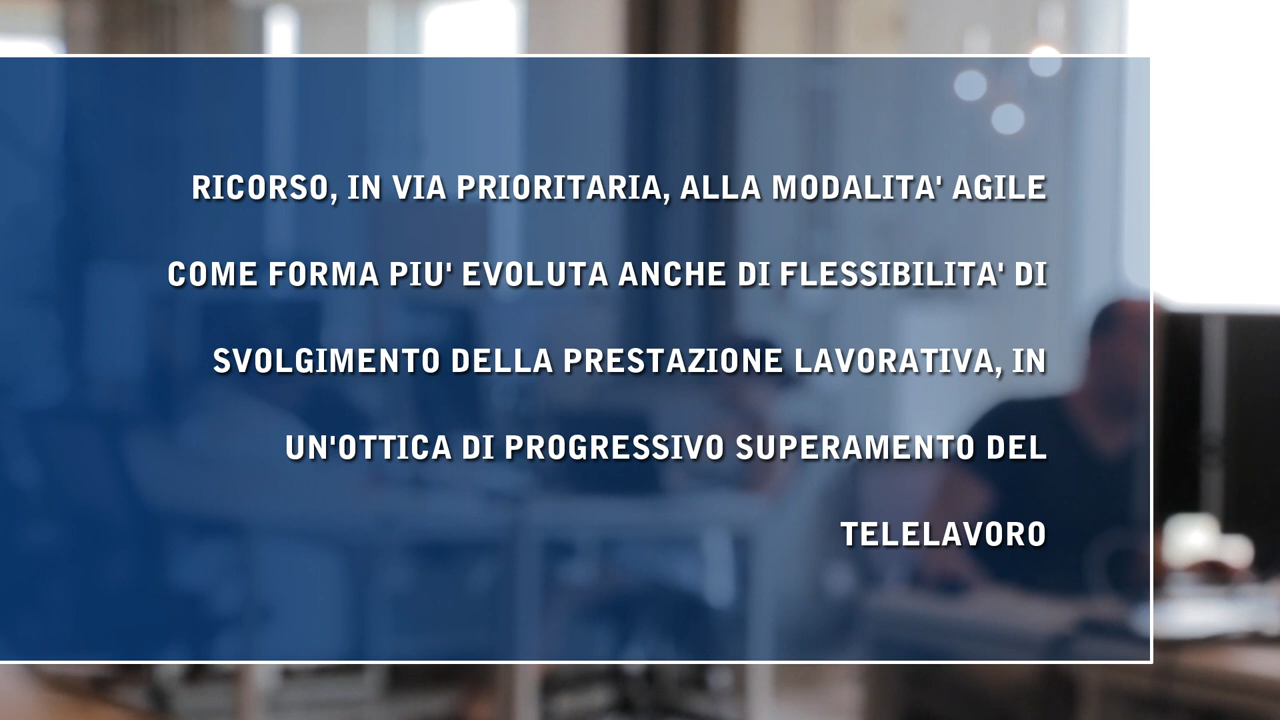 RICORSO, IN VIA PRIORITARIA, ALLA MODALITA' AGILE
COME FORMA PIU' EVOLUTA ANCHE DI FLESSIBILITA' DI
SVOLGIMENTO DELLA PRESTAZIONE LAVORATIVA, IN
UN'OTTICA DI PROGRESSIVO SUPERAMENTO DEL
TELELAVORO